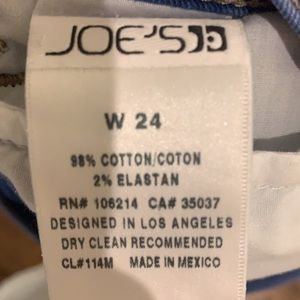 JOE'S
W 24
98% COTTON/COTON
2% ELASTAN
RN# 106214 CA# 35037
DESIGNED IN LOS ANGELES
DRY CLEAN RECOMMENDED
CL#114M MADE IN MEXICO